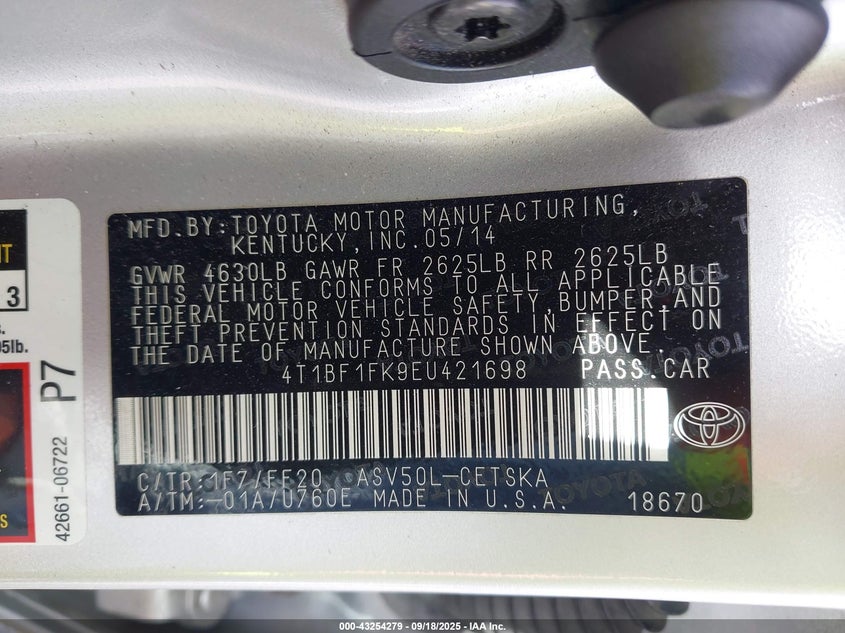 MFD.BY:TOYOTA MOTOR MANUFACTURING,
KENTUCKY,INC.05/14
GVWR 4630LB GAWR FR 2625LB RR 2625LB
THIS VEHICLE CONFORMS TO ALL APPLICABLE
FEDERAL MOTOR VEHICLE SAFETY,BUMPER,AND
THEFT PREVENTION STANDARDS IN EFFECT ON
THE DATE OF MANUFACTURE SHOWN ABOVE.
4T1BF1FK9EU421698 PASS.CAR
C/TR:1F7/FE20 ASV50L-CETSKA
A/TM:-01A/U760E MADE IN U.S.A. 18670
3
P7
42661-06722
000-43254279 - 09/18/2025 - IAA Inc.